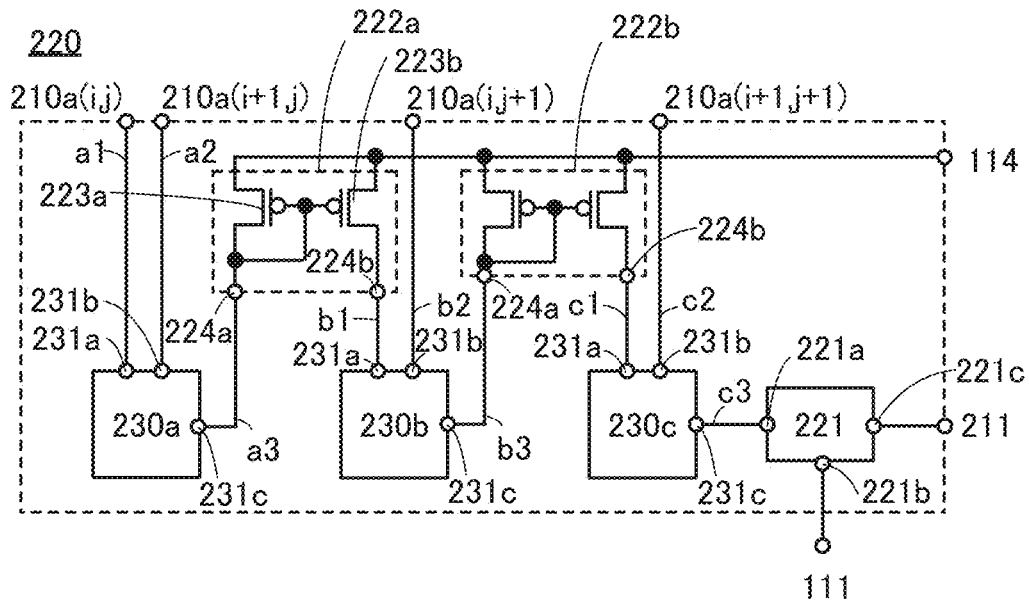 220
222a
222b
223b
210a(i,j)
210a(i+1,j)
210a(i,j+1)
210a(i+1,j+1)
a1
a2
114
223a
224b
224b
231b
224a
b1
b2
224a
c1
c2
231a
231a
231b
231a
231b
221a
221c
c3
230a
230b
230c
221
211
a3
b3
231c
231c
231c
221b
111